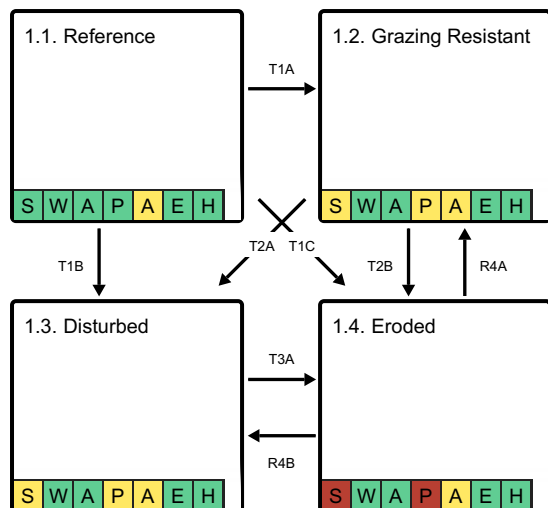 1.1. Reference
1.2. Grazing Resistant
T1A
S W A P A E H
S W A P A E H
T1B
T2A
T1C
T2B
R4A
1.3. Disturbed
1.4. Eroded
T3A
R4B
S W A P A E H
S W A P A E H